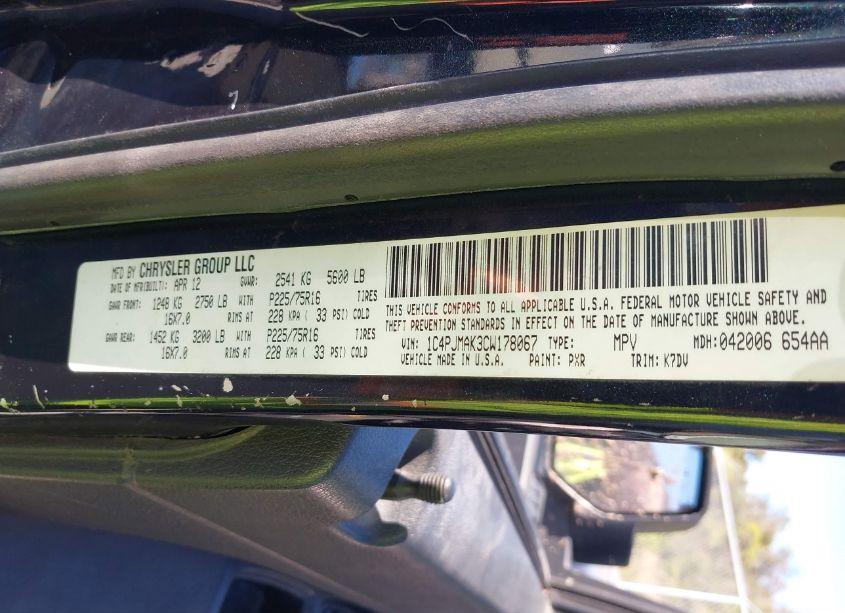 MFD BY CHRYSLER GROUP LLC
DATE OF MFR(BUILT): APR 12 GVWR: 2541 KG 5600 LB
GAWR FRONT: 1248 KG 2750 LB WITH P225/75R16 TIRES
16X7.0 RIMS AT 228 KPA ( 33 PSI) COLD
GAWR REAR: 1452 KG 3200 LB WITH P225/75R16 TIRES
16X7.0 RIMS AT 228 KPA ( 33 PSI) COLD
THIS VEHICLE CONFORMS TO ALL APPLICABLE U.S.A. FEDERAL MOTOR VEHICLE SAFETY AND
THEFT PREVENTION STANDARDS IN EFFECT ON THE DATE OF MANUFACTURE SHOWN ABOVE.
VIN: 1C4PJMAK3CW178067 TYPE: MPV MDH: 042006 654AA
VEHICLE MADE IN U.S.A. PAINT: PXR TRIM: K7DV